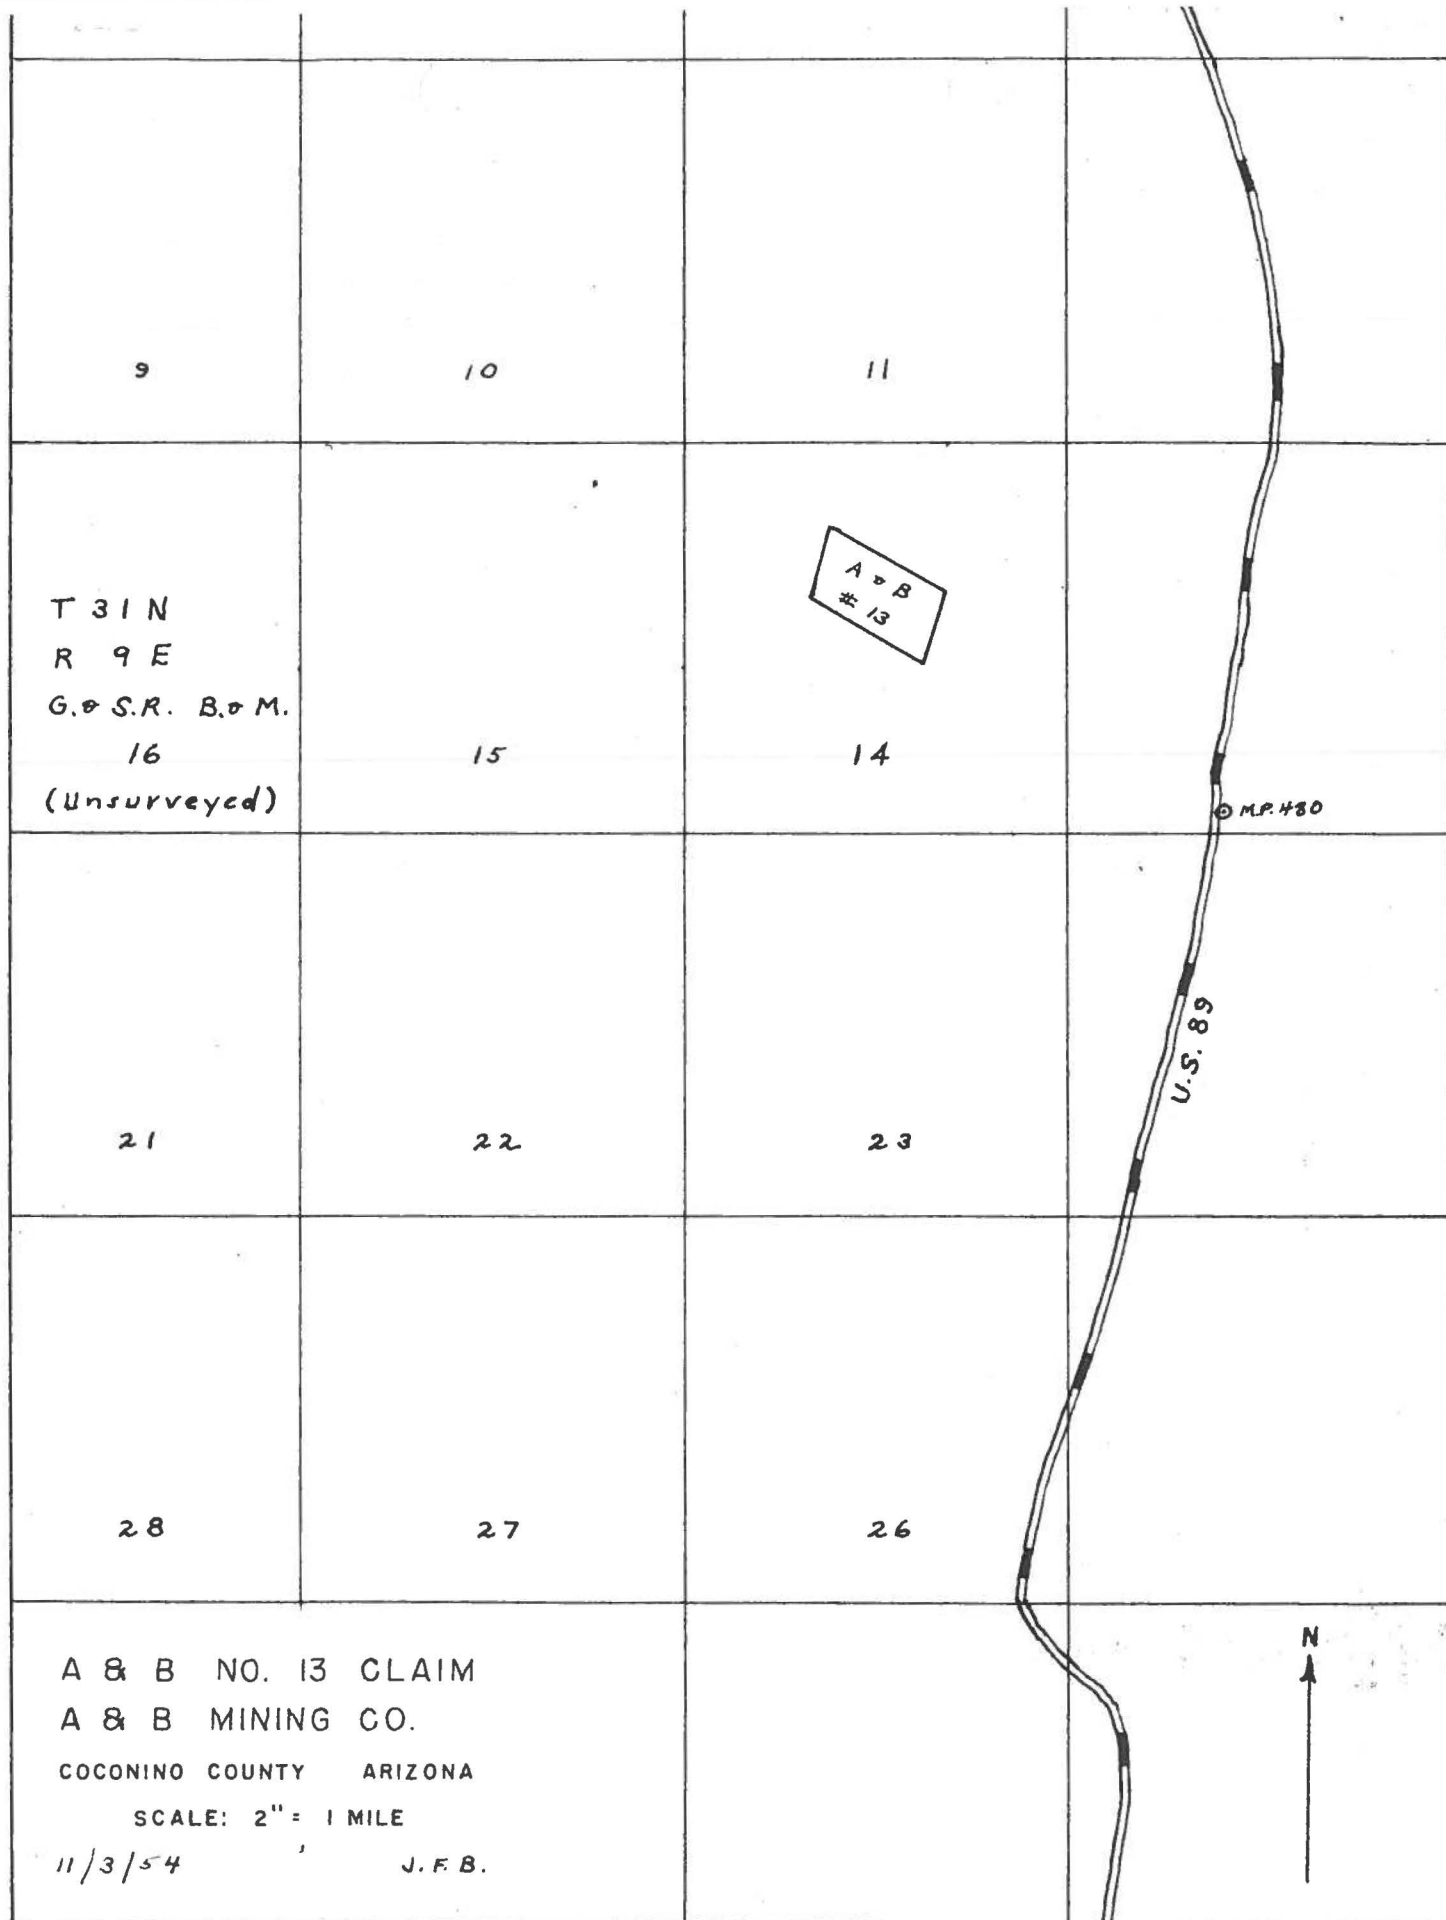 9
10
11
A & B
# 13
T 31 N
R 9 E
G. & S.R. B. & M.
16
15
14
(Unsurveyed)
M.P. 480
U.S. 89
21
22
23
28
27
26
N
A & B NO. 13 CLAIM
A & B MINING CO.
COCONINO COUNTY ARIZONA
SCALE: 2" = 1 MILE
11/3/54 J.F.B.